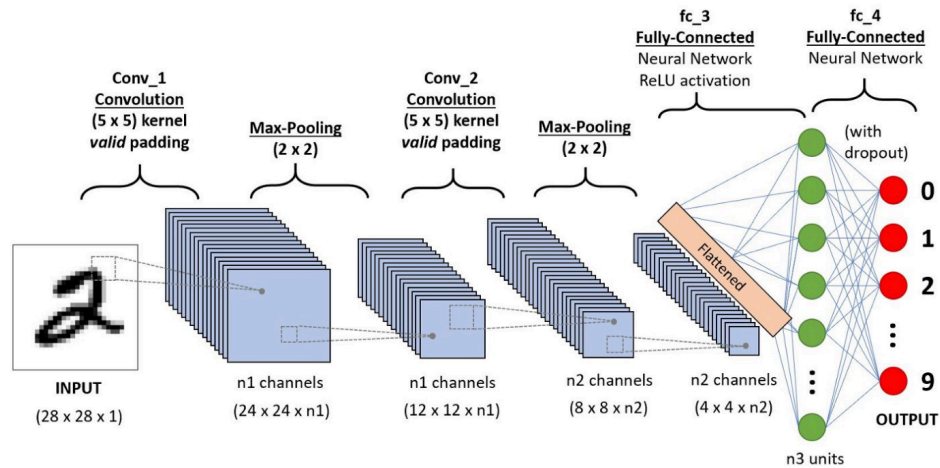 fc_3
Fully-Connected
Neural Network
ReLU activation
fc_4
Fully-Connected
Neural Network
Conv_1
Convolution
(5 x 5) kernel
valid padding
Max-Pooling
(2 x 2)
Conv_2
Convolution
(5 x 5) kernel
valid padding
Max-Pooling
(2 x 2)
(with
dropout)
Flattened
0
1
2
9
2
INPUT
(28 x 28 x 1)
n1 channels
(24 x 24 x n1)
n1 channels
(12 x 12 x n1)
n2 channels
(8 x 8 x n2)
n2 channels
(4 x 4 x n2)
OUTPUT
n3 units